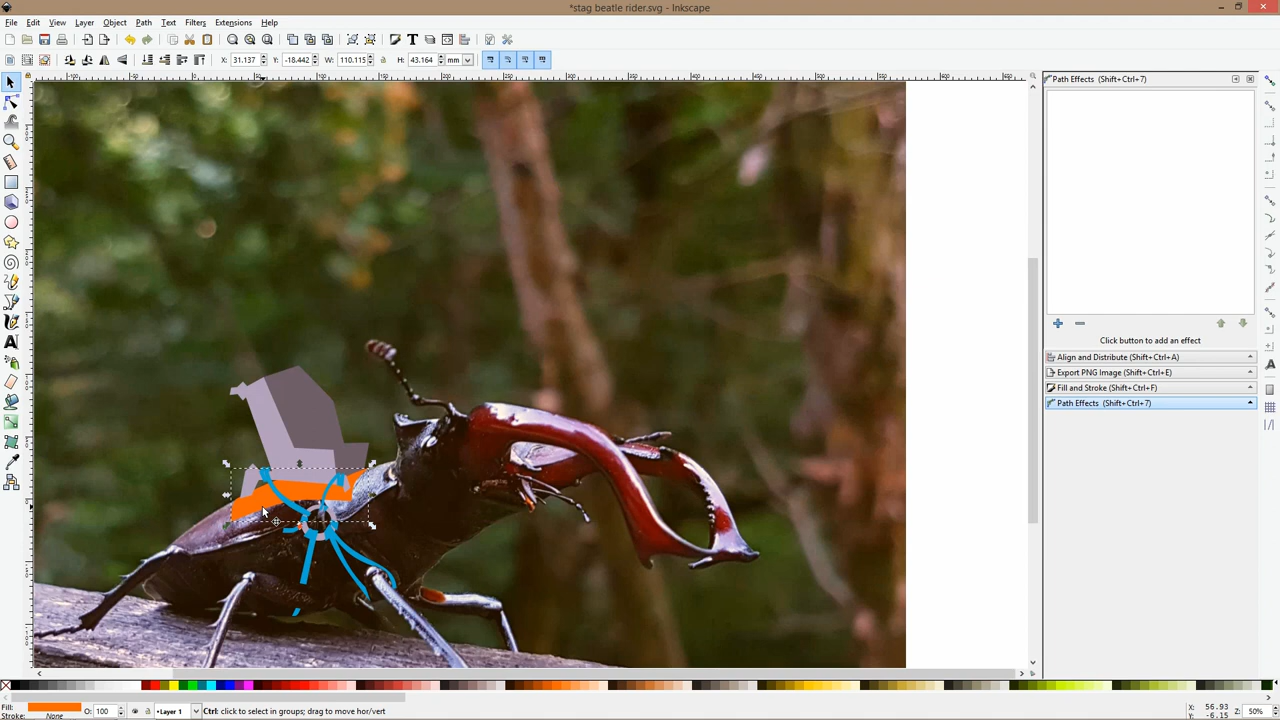 *stag beatle rider.svg - Inkscape
File Edit View Layer Object Path Text Filters Extensions Help
X: 31.137 Y: -18.442 W: 110.115 H: 43.164 mm
Path Effects (Shift+Ctrl+7)
Click button to add an effect
Align and Distribute (Shift+Ctrl+A)
Export PNG Image (Shift+Ctrl+E)
Fill and Stroke (Shift+Ctrl+F)
Path Effects (Shift+Ctrl+7)
Fill:
Stroke: None
O: 100
•Layer 1
Ctrl: click to select in groups; drag to move hor/vert
X: 56.93
Y: -6.15
Z: 50%